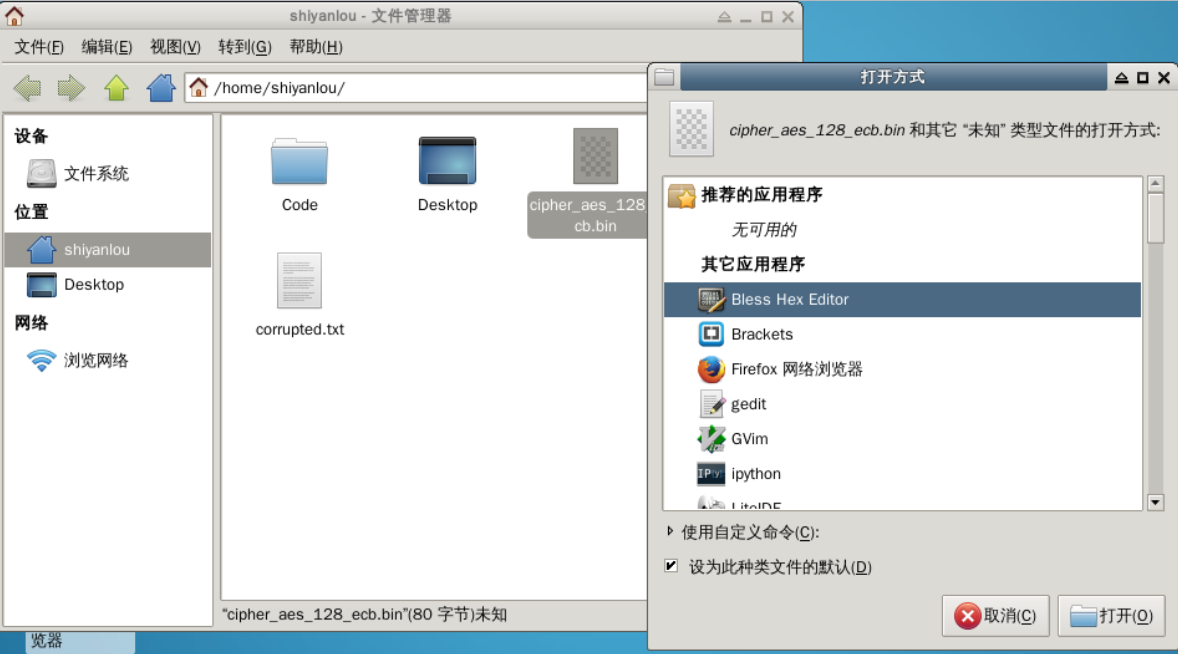 shiyanlou - 文件管理器
文件(F) 编辑(E) 视图(V) 转到(G) 帮助(H)
/home/shiyanlou/
设备
文件系统
位置
shiyanlou
Desktop
网络
浏览网络
Code
Desktop
cipher_aes_128_
cb.bin
corrupted.txt
"cipher_aes_128_ecb.bin"(80 字节)未知
览器
打开方式
cipher_aes_128_ecb.bin 和其它 “未知” 类型文件的打开方式:
推荐的应用程序
无可用的
其它应用程序
Bless Hex Editor
Brackets
Firefox 网络浏览器
gedit
GVim
IPy
ipython
LiteIDE
使用自定义命令(C):
设为此种类文件的默认(D)
取消(C)
打开(O)